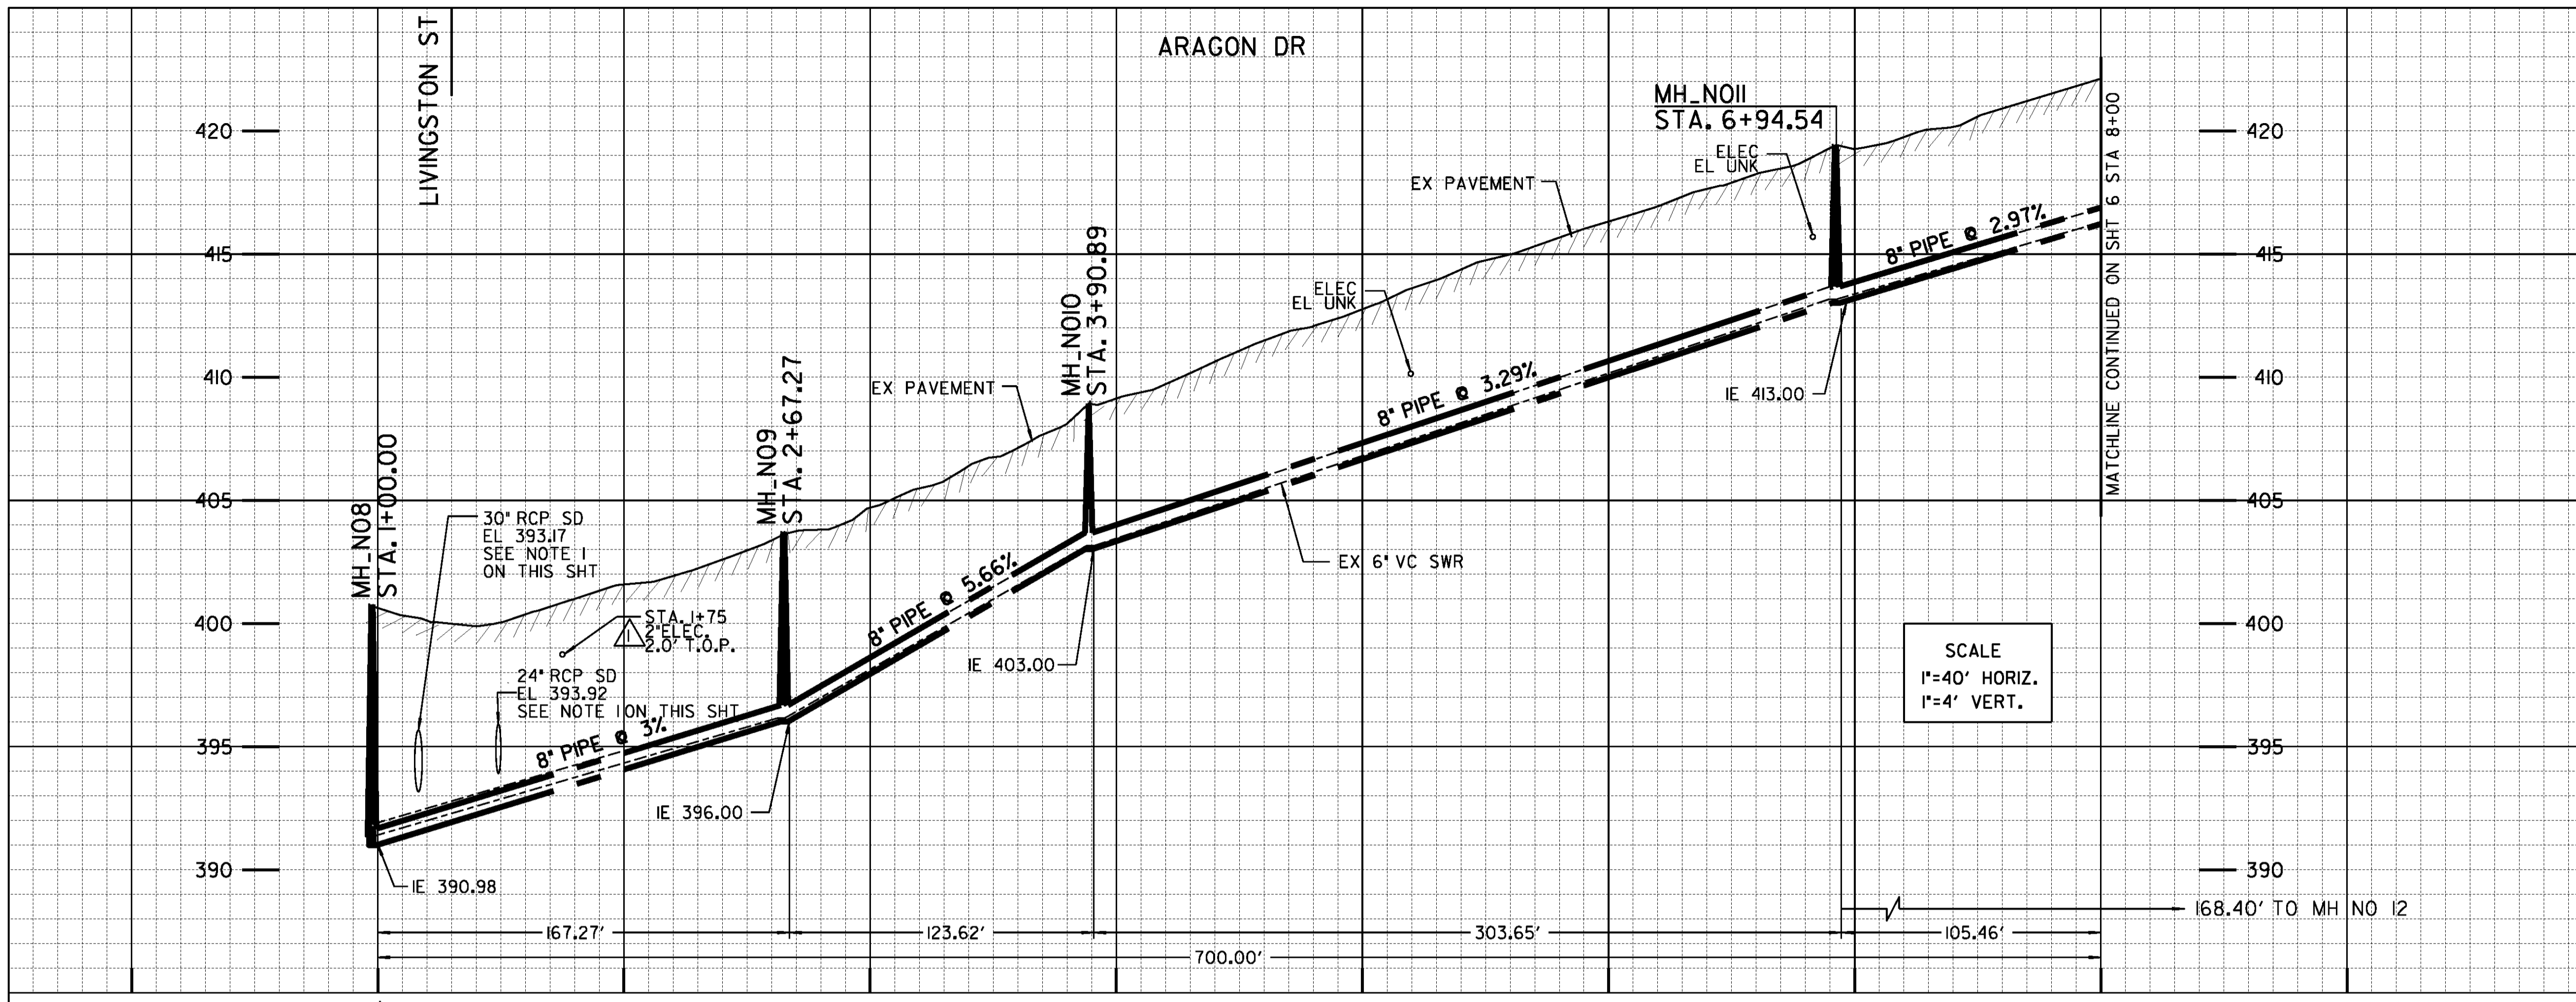 LIVINGSTON ST
ARAGON DR
MH_NO11
STA. 6+94.54
ELEC
EL UNK
EX PAVEMENT
MATCHLINE CONTINUED ON SHT 6 STA 8+00
420
420
415
415
410
410
405
405
400
400
395
395
390
390
8" PIPE @ 2.97%
MH_NO10
STA. 3+90.89
ELEC
EL UNK
EX PAVEMENT
8" PIPE @ 3.29%
IE 413.00
MH_NO9
STA. 2+67.27
MH_NO8
STA. 1+00.00
30" RCP SD
EL 393.17
SEE NOTE 1
ON THIS SHT
EX 6" VC SWR
8" PIPE @ 5.66%
STA. 1+75
1
2"ELEC.
2.0' T.O.P.
IE 403.00
24" RCP SD
EL 393.92
SEE NOTE 1 ON THIS SHT
8" PIPE @ 3%
SCALE
1"=40' HORIZ.
1"=4' VERT.
IE 396.00
IE 390.98
168.40' TO MH NO 12
167.27'
123.62'
303.65'
105.46'
700.00'